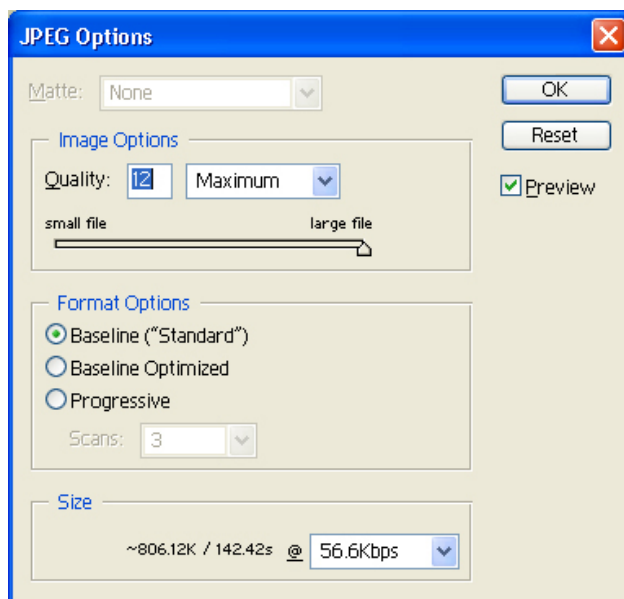 JPEG Options
Matte: None
OK
Image Options
Reset
Quality: 12 Maximum
Preview
small file large file
Format Options
Baseline ("Standard")
Baseline Optimized
Progressive
Scans: 3
Size
~806.12K / 142.42s @ 56.6Kbps